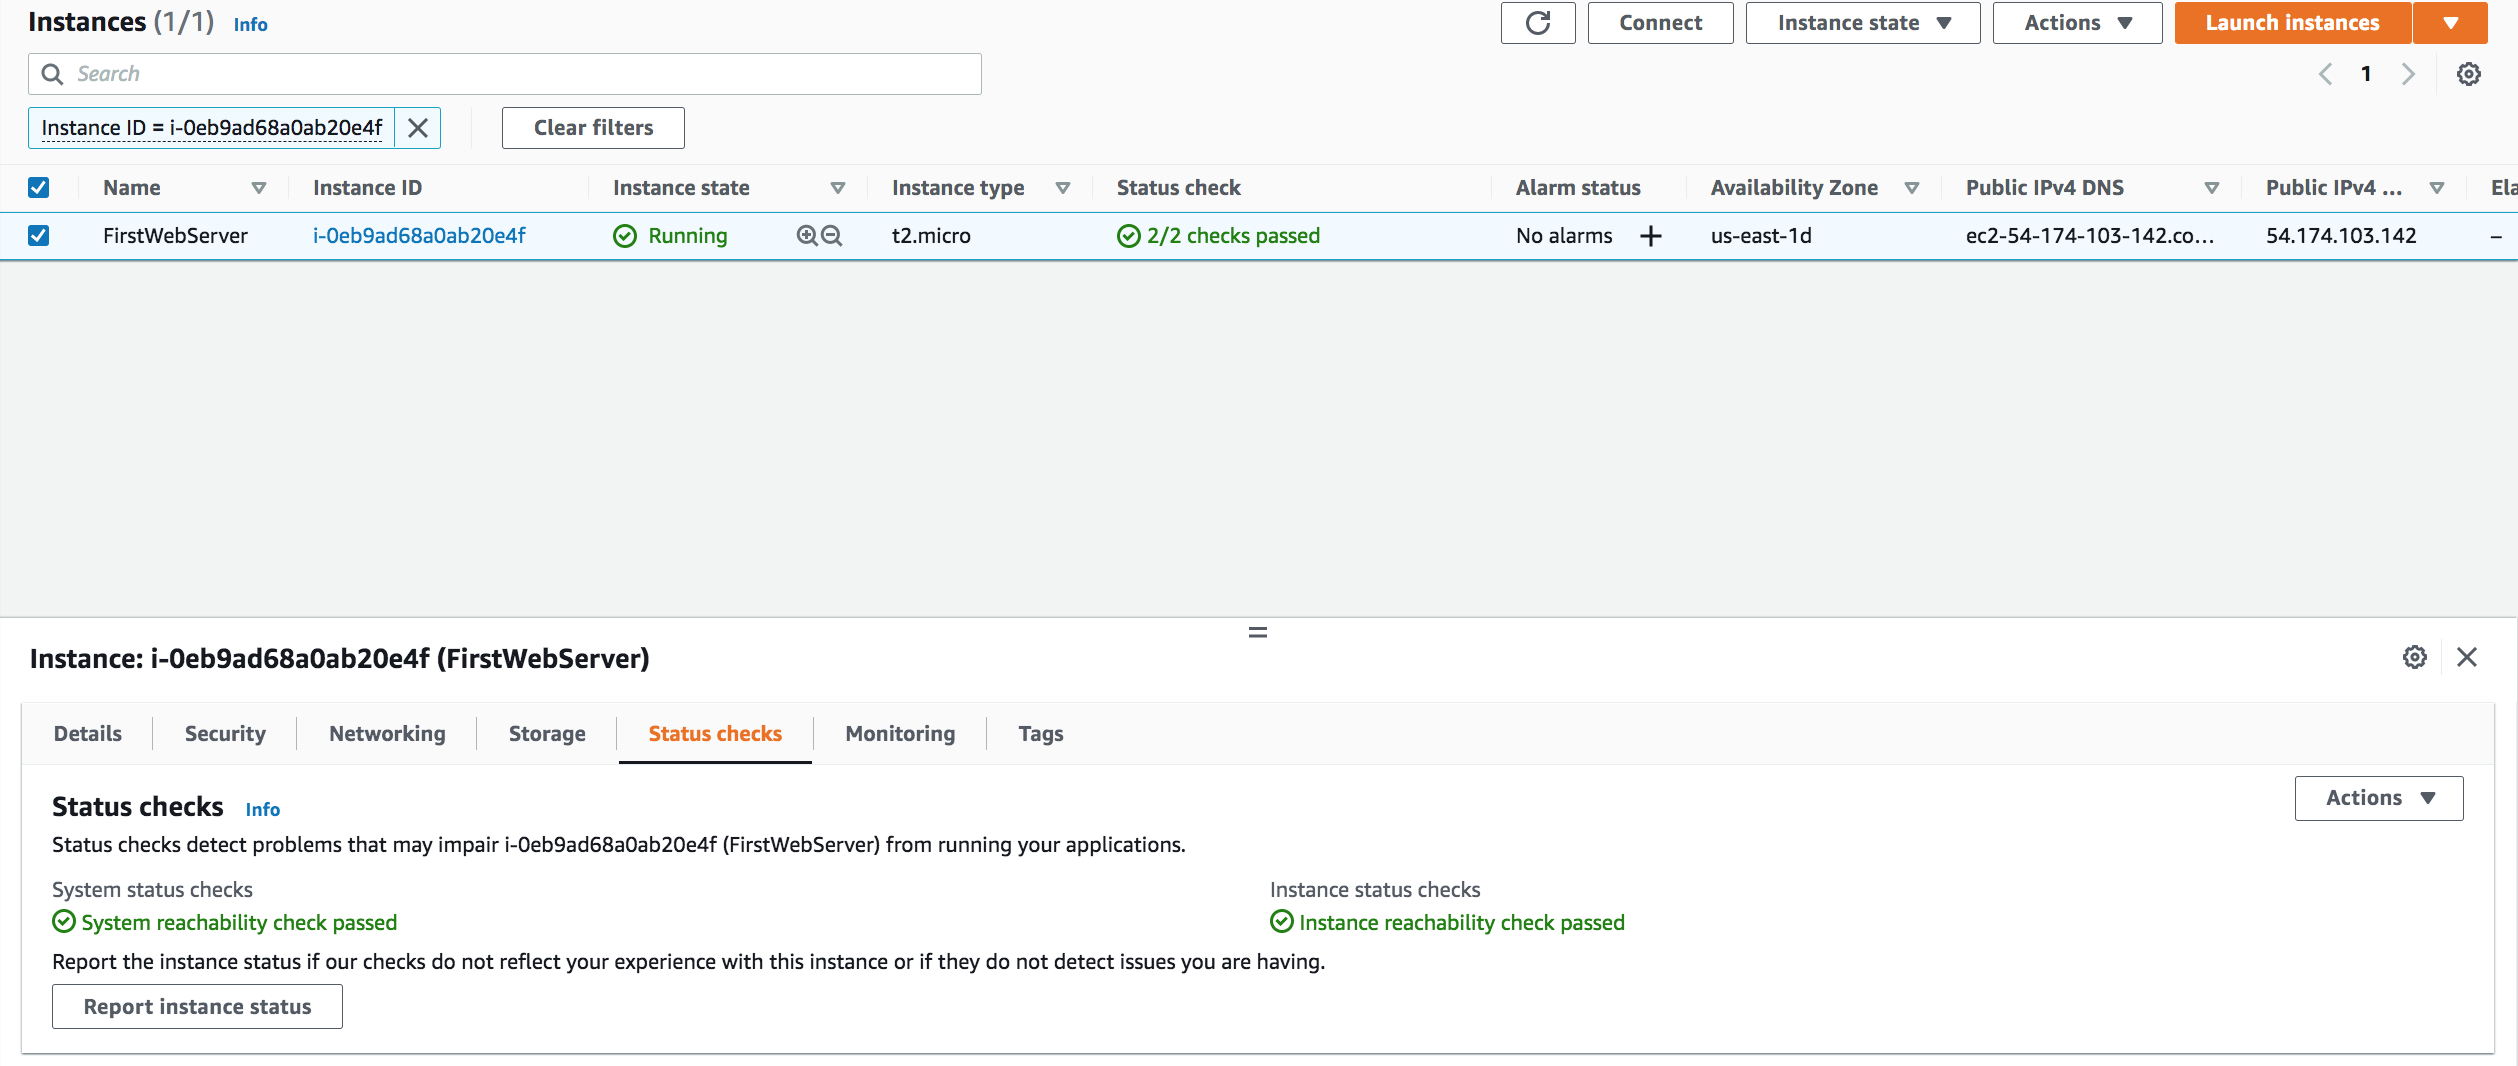 Instances (1/1) Info Connect Instance state Actions Launch instances
Search 1
Instance ID = i-0eb9ad68a0ab20e4f Clear filters
Name Instance ID Instance state Instance type Status check Alarm status Availability Zone Public IPv4 DNS Public IPv4 ... Ela
FirstWebServer i-0eb9ad68a0ab20e4f Running t2.micro 2/2 checks passed No alarms + us-east-1d ec2-54-174-103-142.co... 54.174.103.142 –
Instance: i-0eb9ad68a0ab20e4f (FirstWebServer)
Details Security Networking Storage Status checks Monitoring Tags
Status checks Info Actions
Status checks detect problems that may impair i-0eb9ad68a0ab20e4f (FirstWebServer) from running your applications.
System status checks Instance status checks
System reachability check passed Instance reachability check passed
Report the instance status if our checks do not reflect your experience with this instance or if they do not detect issues you are having.
Report instance status